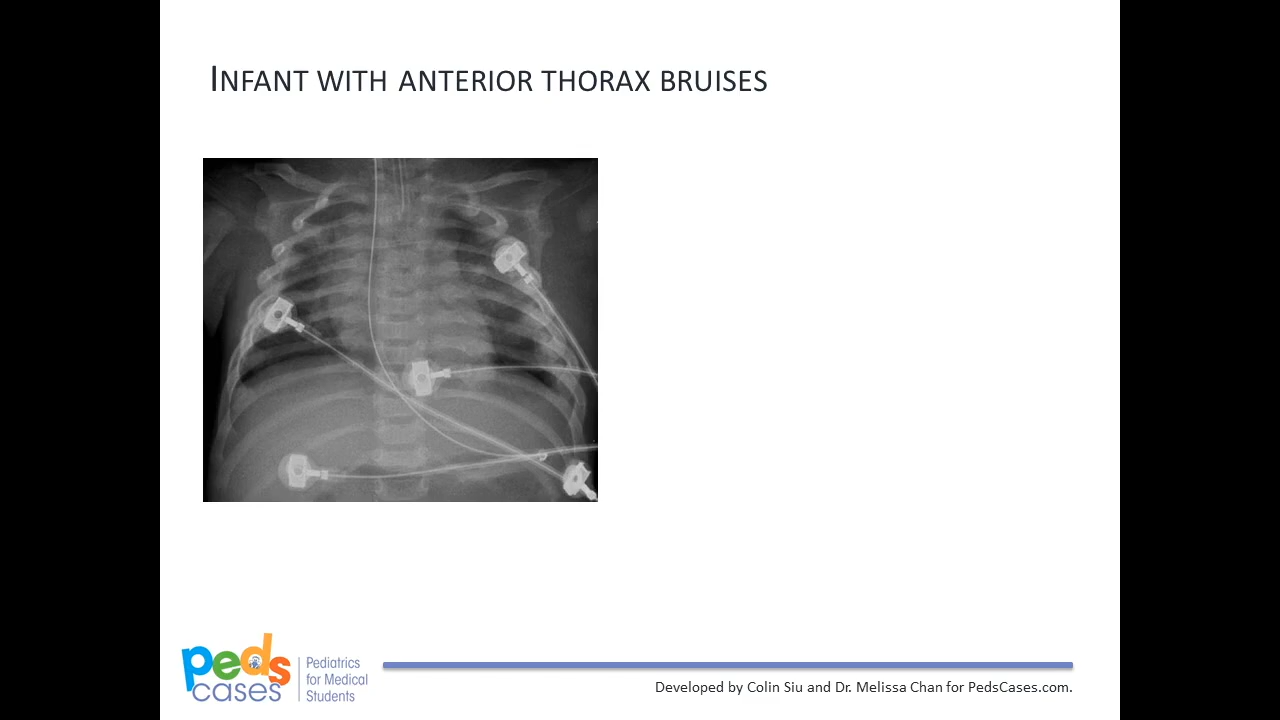 INFANT WITH ANTERIOR THORAX BRUISES
peds
cases
Pediatrics
for Medical
Students
Developed by Colin Siu and Dr. Melissa Chan for PedsCases.com.